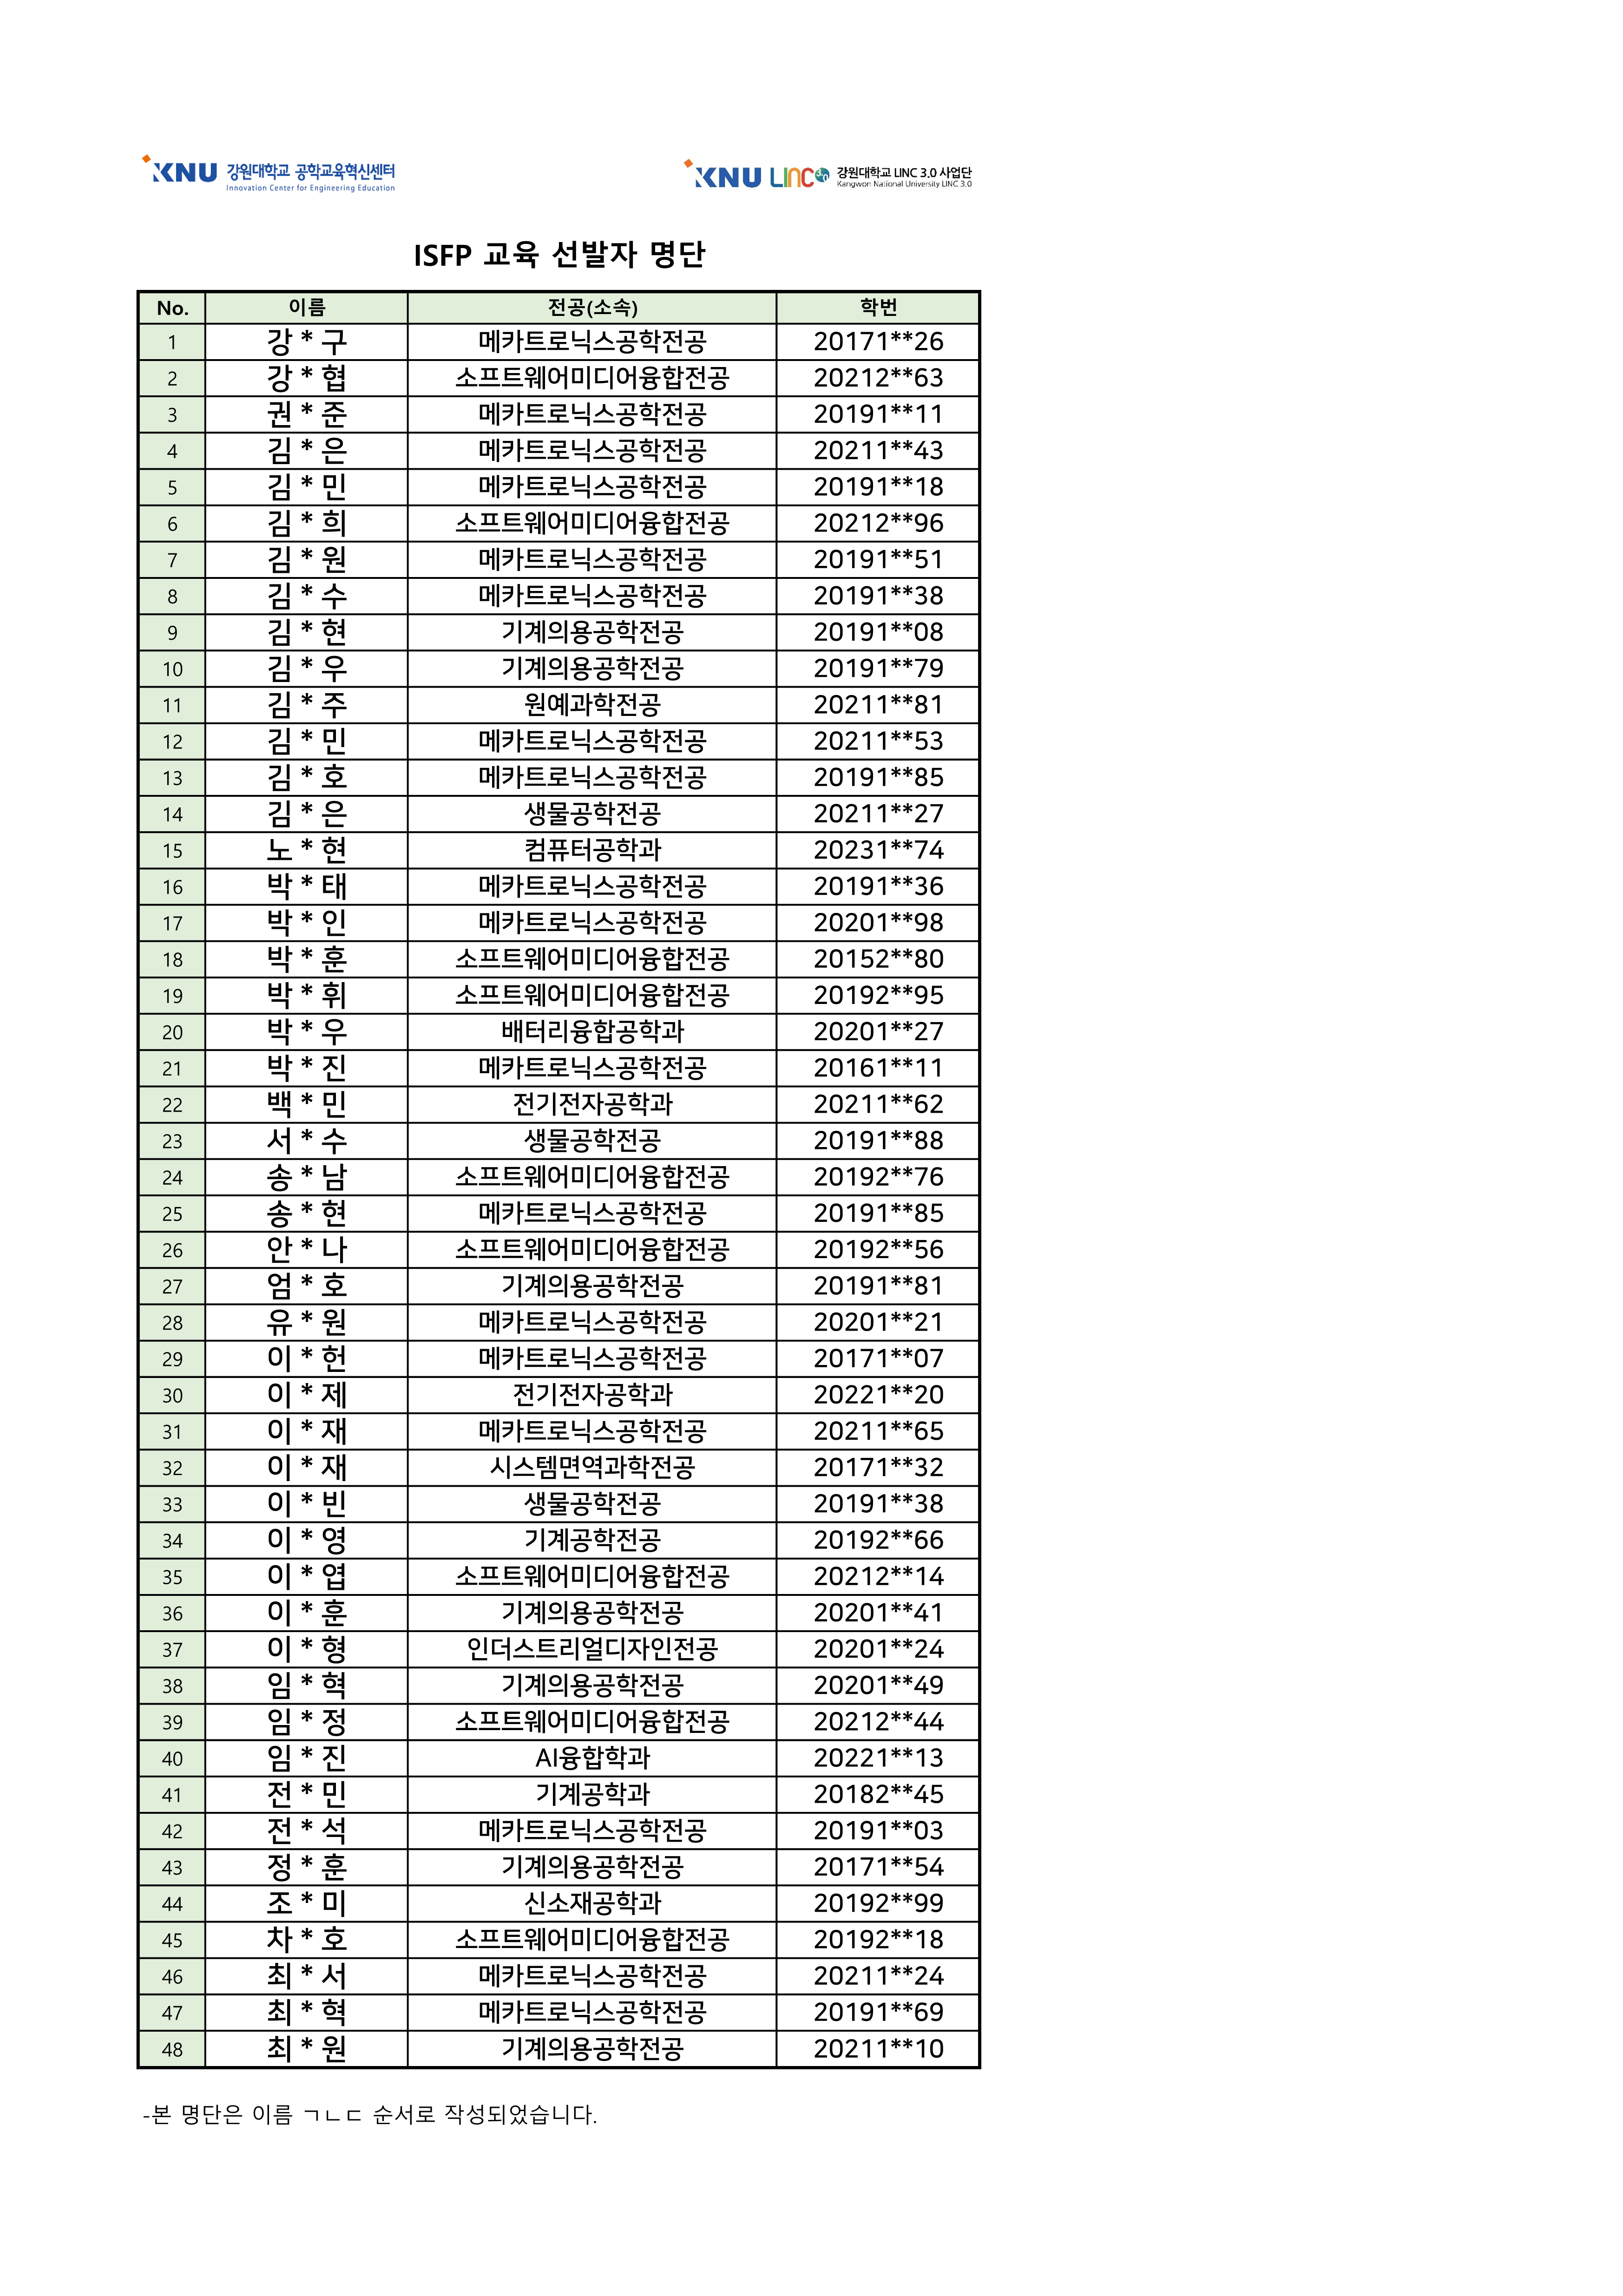 KNU 강원대학교 공학교육혁신센터
Innovation Center for Engineering Education
KNU LINC 3.0 강원대학교 LINC 3.0 사업단
Kangwon National University LINC 3.0
ISFP 교육 선발자 명단
No. 이름 전공(소속) 학번
1 강 * 구 메카트로닉스공학전공 20171**26
2 강 * 협 소프트웨어미디어융합전공 20212**63
3 권 * 준 메카트로닉스공학전공 20191**11
4 김 * 은 메카트로닉스공학전공 20211**43
5 김 * 민 메카트로닉스공학전공 20191**18
6 김 * 희 소프트웨어미디어융합전공 20212**96
7 김 * 원 메카트로닉스공학전공 20191**51
8 김 * 수 메카트로닉스공학전공 20191**38
9 김 * 현 기계의용공학전공 20191**08
10 김 * 우 기계의용공학전공 20191**79
11 김 * 주 원예과학전공 20211**81
12 김 * 민 메카트로닉스공학전공 20211**53
13 김 * 호 메카트로닉스공학전공 20191**85
14 김 * 은 생물공학전공 20211**27
15 노 * 현 컴퓨터공학과 20231**74
16 박 * 태 메카트로닉스공학전공 20191**36
17 박 * 인 메카트로닉스공학전공 20201**98
18 박 * 훈 소프트웨어미디어융합전공 20152**80
19 박 * 휘 소프트웨어미디어융합전공 20192**95
20 박 * 우 배터리융합공학과 20201**27
21 박 * 진 메카트로닉스공학전공 20161**11
22 백 * 민 전기전자공학과 20211**62
23 서 * 수 생물공학전공 20191**88
24 송 * 남 소프트웨어미디어융합전공 20192**76
25 송 * 현 메카트로닉스공학전공 20191**85
26 안 * 나 소프트웨어미디어융합전공 20192**56
27 엄 * 호 기계의용공학전공 20191**81
28 유 * 원 메카트로닉스공학전공 20201**21
29 이 * 헌 메카트로닉스공학전공 20171**07
30 이 * 제 전기전자공학과 20221**20
31 이 * 재 메카트로닉스공학전공 20211**65
32 이 * 재 시스템면역과학전공 20171**32
33 이 * 빈 생물공학전공 20191**38
34 이 * 영 기계공학전공 20192**66
35 이 * 엽 소프트웨어미디어융합전공 20212**14
36 이 * 훈 기계의용공학전공 20201**41
37 이 * 형 인더스트리얼디자인전공 20201**24
38 임 * 혁 기계의용공학전공 20201**49
39 임 * 정 소프트웨어미디어융합전공 20212**44
40 임 * 진 AI융합학과 20221**13
41 전 * 민 기계공학과 20182**45
42 전 * 석 메카트로닉스공학전공 20191**03
43 정 * 훈 기계의용공학전공 20171**54
44 조 * 미 신소재공학과 20192**99
45 차 * 호 소프트웨어미디어융합전공 20192**18
46 최 * 서 메카트로닉스공학전공 20211**24
47 최 * 혁 메카트로닉스공학전공 20191**69
48 최 * 원 기계의용공학전공 20211**10
-본 명단은 이름 ㄱㄴㄷ 순서로 작성되었습니다.